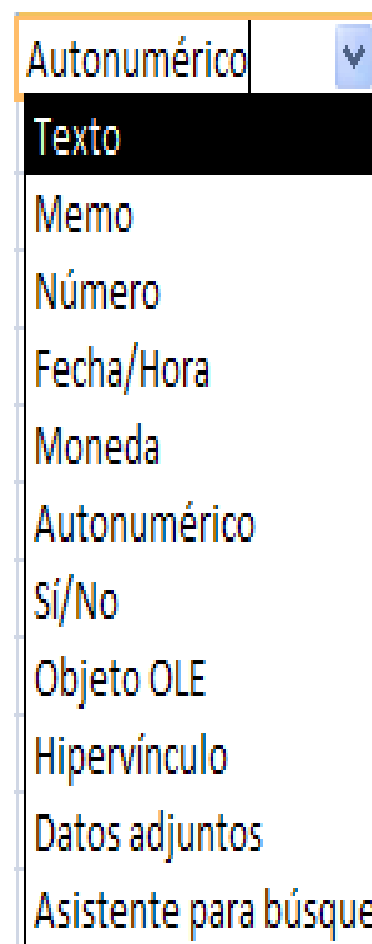 Autonumérico
Texto
Memo
Número
Fecha/Hora
Moneda
Autonumérico
Sí/No
Objeto OLE
Hipervínculo
Datos adjuntos
Asistente para búsque